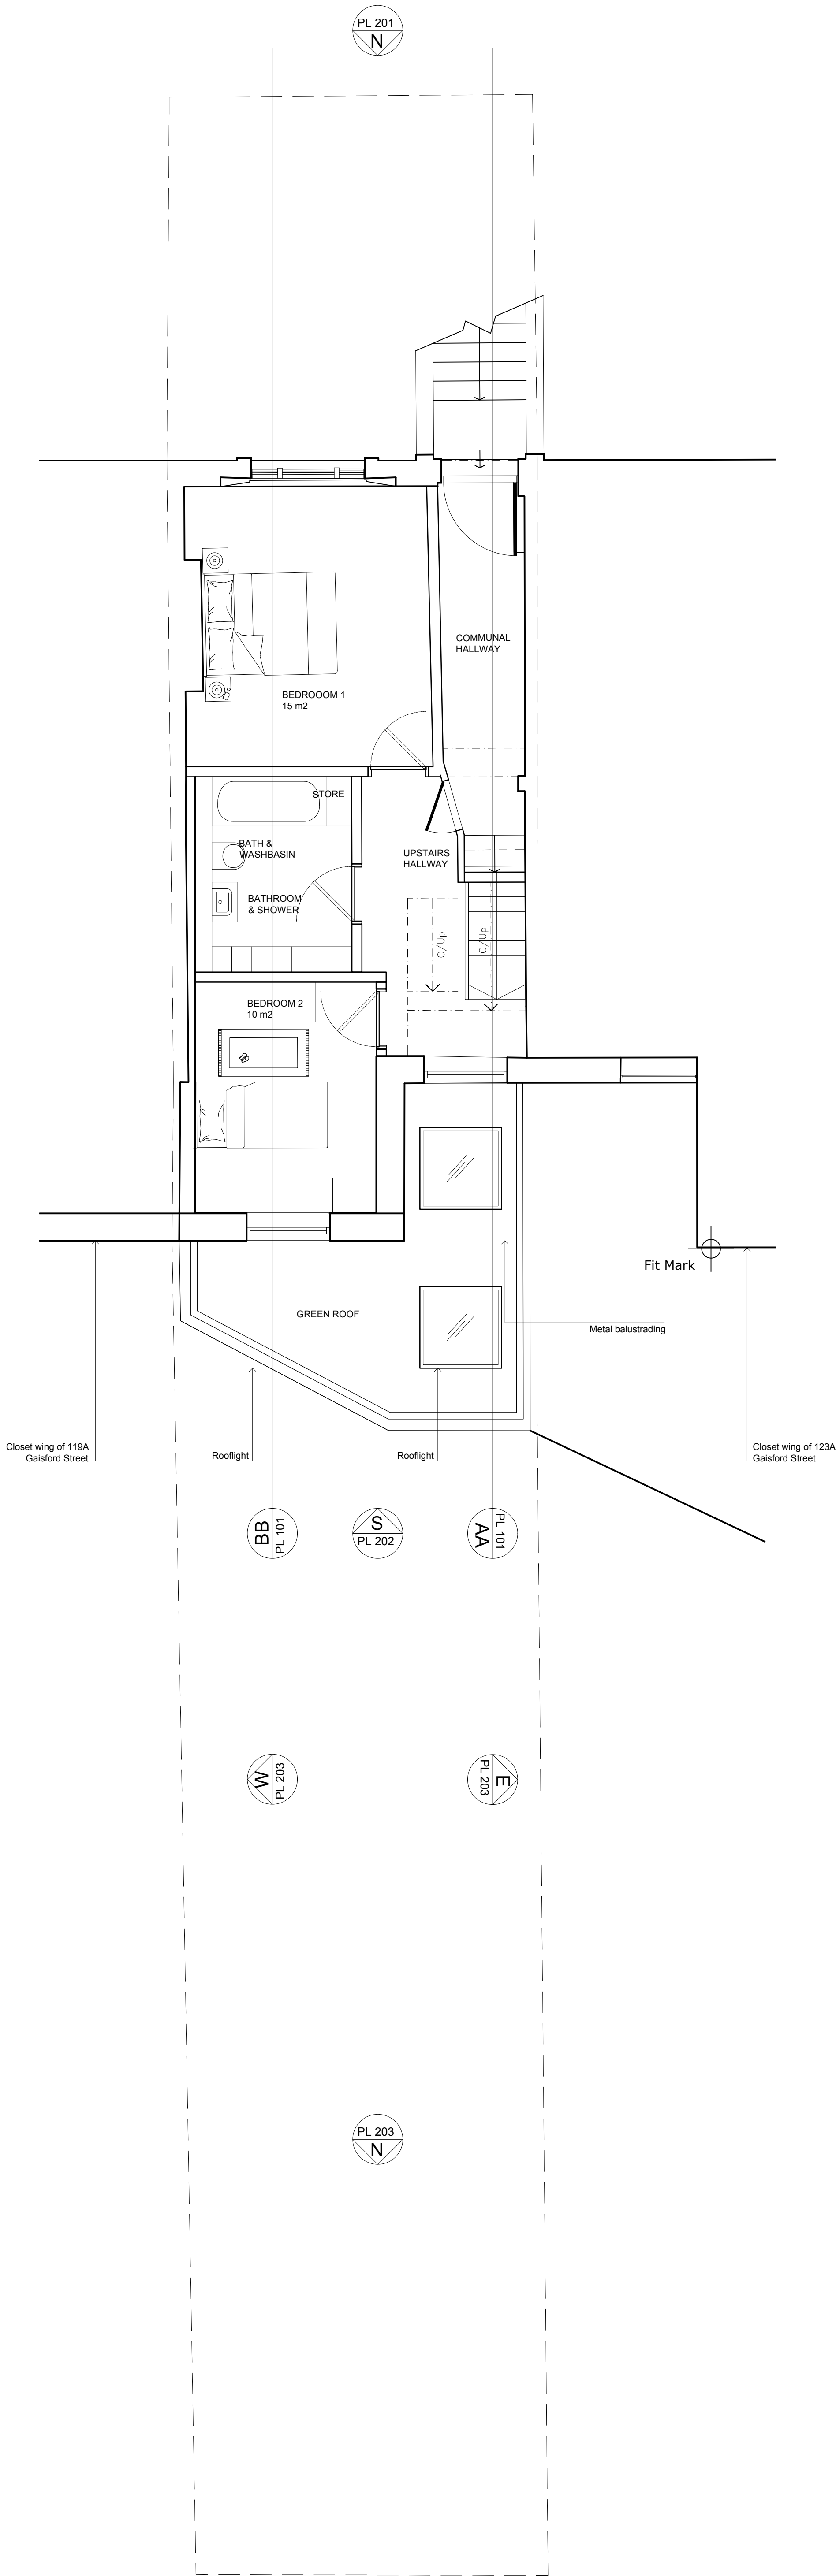 PL 201
N
COMMUNAL
HALLWAY
BEDROOOM 1
15 m2
STORE
BATH &
WASHBASIN
UPSTAIRS
HALLWAY
BATHROOM
& SHOWER
C/Up
C/Up
BEDROOM 2
10 m2
Fit Mark
GREEN ROOF
Metal balustrading
Closet wing of 119A
Gaisford Street
Rooflight
Rooflight
Closet wing of 123A
Gaisford Street
BB
PL 101
S
PL 202
AA
PL 101
W
PL 203
E
PL 203
PL 203
N